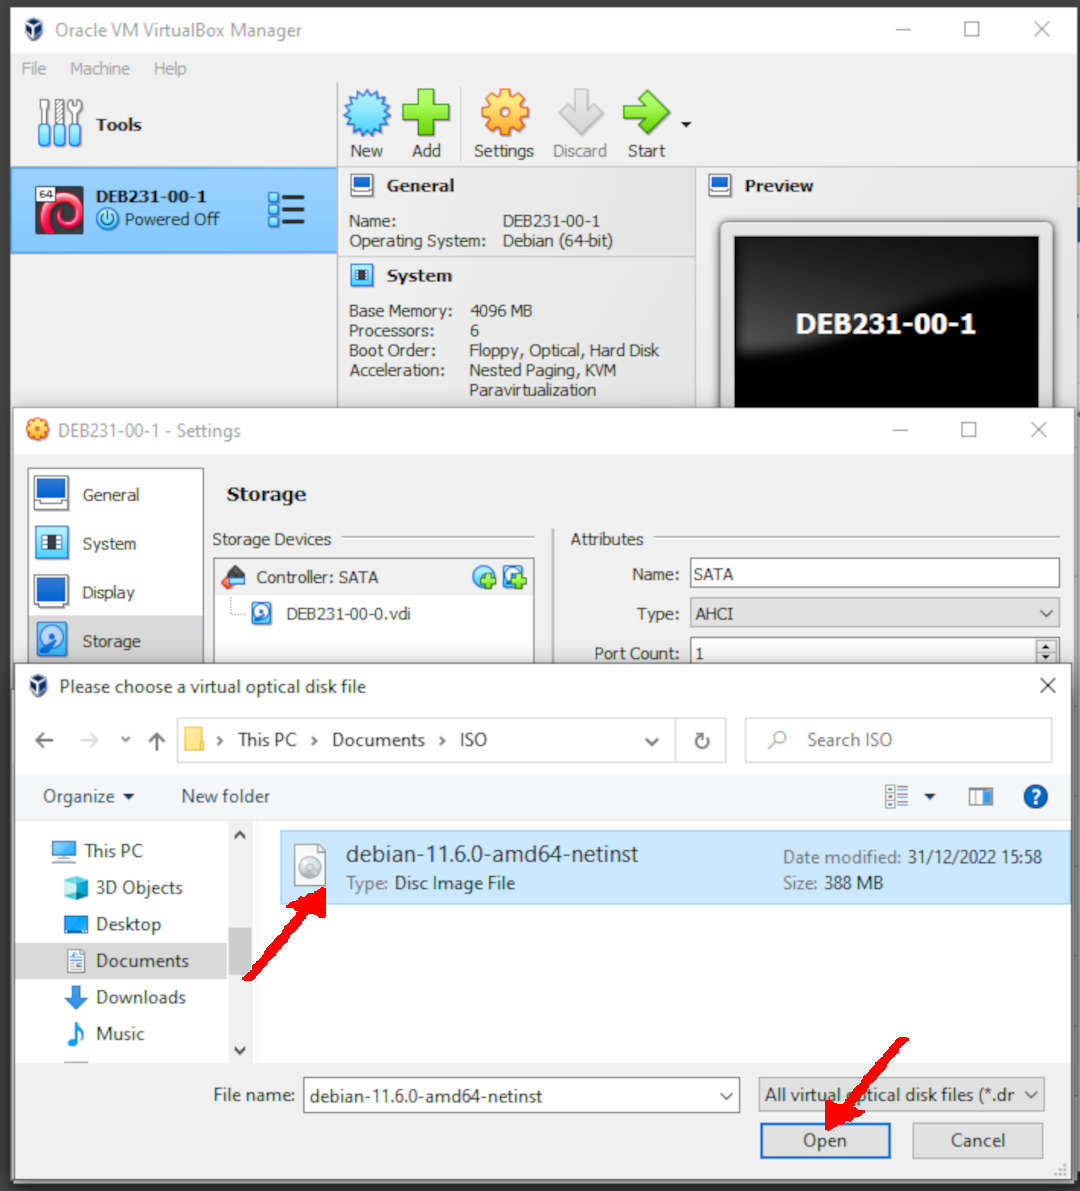 Oracle VM VirtualBox Manager
File Machine Help
Tools
New Add Settings Discard Start
64
DEB231-00-1
Powered Off
General
Name: DEB231-00-1
Operating System: Debian (64-bit)
System
Base Memory: 4096 MB
Processors: 6
Boot Order: Floppy, Optical, Hard Disk
Acceleration: Nested Paging, KVM
Paravirtualization
Preview
DEB231-00-1
DEB231-00-1 - Settings
General
System
Display
Storage
Storage
Storage Devices
Controller: SATA
DEB231-00-0.vdi
Attributes
Name: SATA
Type: AHCI
Port Count: 1
Please choose a virtual optical disk file
This PC > Documents > ISO
Search ISO
Organize New folder
This PC
3D Objects
Desktop
Documents
Downloads
Music
debian-11.6.0-amd64-netinst
Type: Disc Image File
Date modified: 31/12/2022 15:58
Size: 388 MB
File name: debian-11.6.0-amd64-netinst
All virtual optical disk files (*.dr
Open Cancel